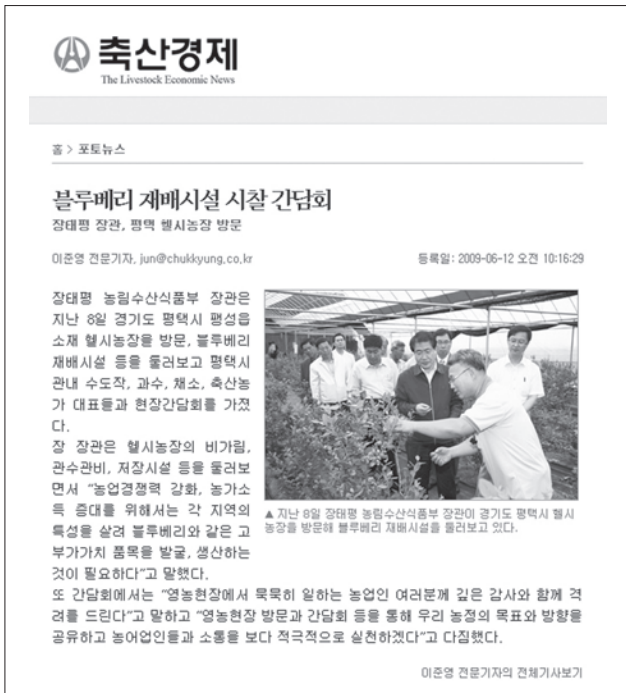 축산경제
The Livestock Economic News
홈 > 포토뉴스
블루베리 재배시설 시찰 간담회
장태평 장관, 평택 헬시농장 방문
이준영 전문기자, jun@chukkyung.co.kr
등록일: 2009-06-12 오전 10:16:29
장태평 농림수산식품부 장관은
지난 8일 경기도 평택시 팽성읍
소재 헬시농장을 방문, 블루베리
재배시설 등을 둘러보고 평택시
관내 수도작, 과수, 채소, 축산농
가 대표들과 현장간담회를 가졌
다.
장 장관은 헬시농장의 비가림,
관수관비, 저장시설 등을 둘러보
면서 “농업경쟁력 강화, 농가소
득 증대를 위해서는 각 지역의
특성을 살려 블루베리와 같은 고
부가가치 품목을 발굴, 생산하는
것이 필요하다”고 말했다.
▲ 지난 8일 장태평 농림수산식품부 장관이 경기도 평택시 헬시
농장을 방문해 블루베리 재배시설를 둘러보고 있다.
또 간담회에서는 “영농현장에서 묵묵히 일하는 농업인 여러분께 깊은 감사와 함께 격
려를 드린다”고 말하고 “영농현장 방문과 간담회 등을 통해 우리 농정의 목표와 방향을
공유하고 농어업인들과 소통을 보다 적극적으로 실천하겠다”고 다짐했다.
이준영 전문기자의 전체기사보기